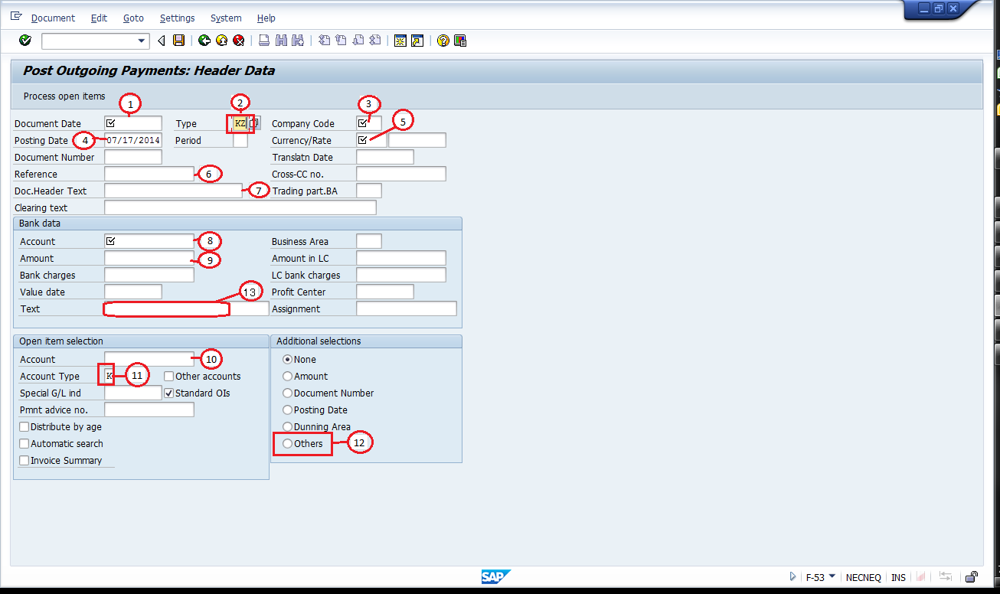 Document Edit Goto Settings System Help
Post Outgoing Payments: Header Data
Process open items
1 2 3
Document Date Type KZ Company Code 5
Posting Date 4 07/17/2014 Period Currency/Rate
Document Number Translatn Date
Reference 6 Cross-CC no.
Doc.Header Text 7 Trading part.BA
Clearing text
Bank data
Account 8 Business Area
Amount 9 Amount in LC
Bank charges LC bank charges
Value date 13 Profit Center
Text Assignment
Open item selection Additional selections
Account 10 None
Account Type K 11 Other accounts Amount
Special G/L ind Standard OIs Document Number
Pmnt advice no. Posting Date
Distribute by age Dunning Area
Automatic search Others 12
Invoice Summary
SAP F-53 NECNEQ INS